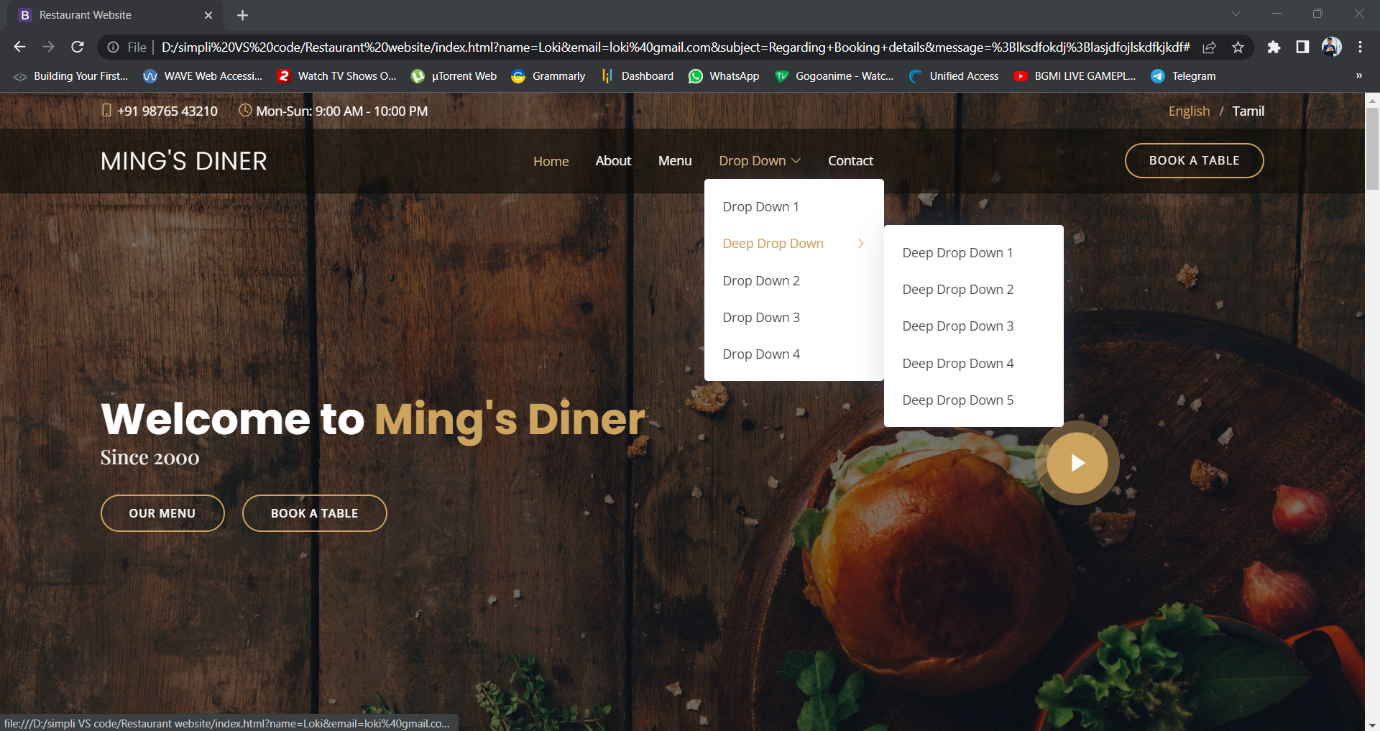 Restaurant Website
File | D:/simpli%20VS%20code/Restaurant%20website/index.html?name=Loki&email=loki%40gmail.com&subject=Regarding+Booking+details&message=%3Blksdfokdj%3Blasjdfojlskdfkjkdf#
Building Your First... WAVE Web Accessi... Watch TV Shows O... µTorrent Web Grammarly Dashboard WhatsApp Gogoanime - Watc... Unified Access BGMI LIVE GAMEPL... Telegram »
+91 98765 43210 Mon-Sun: 9:00 AM - 10:00 PM English / Tamil
MING'S DINER Home About Menu Drop Down Contact BOOK A TABLE
Drop Down 1
Deep Drop Down
Drop Down 2
Drop Down 3
Drop Down 4
Deep Drop Down 1
Deep Drop Down 2
Deep Drop Down 3
Deep Drop Down 4
Deep Drop Down 5
Welcome to Ming's Diner
Since 2000
OUR MENU BOOK A TABLE
file:///D:/simpli VS code/Restaurant website/index.html?name=Loki&email=loki%40gmail.co...